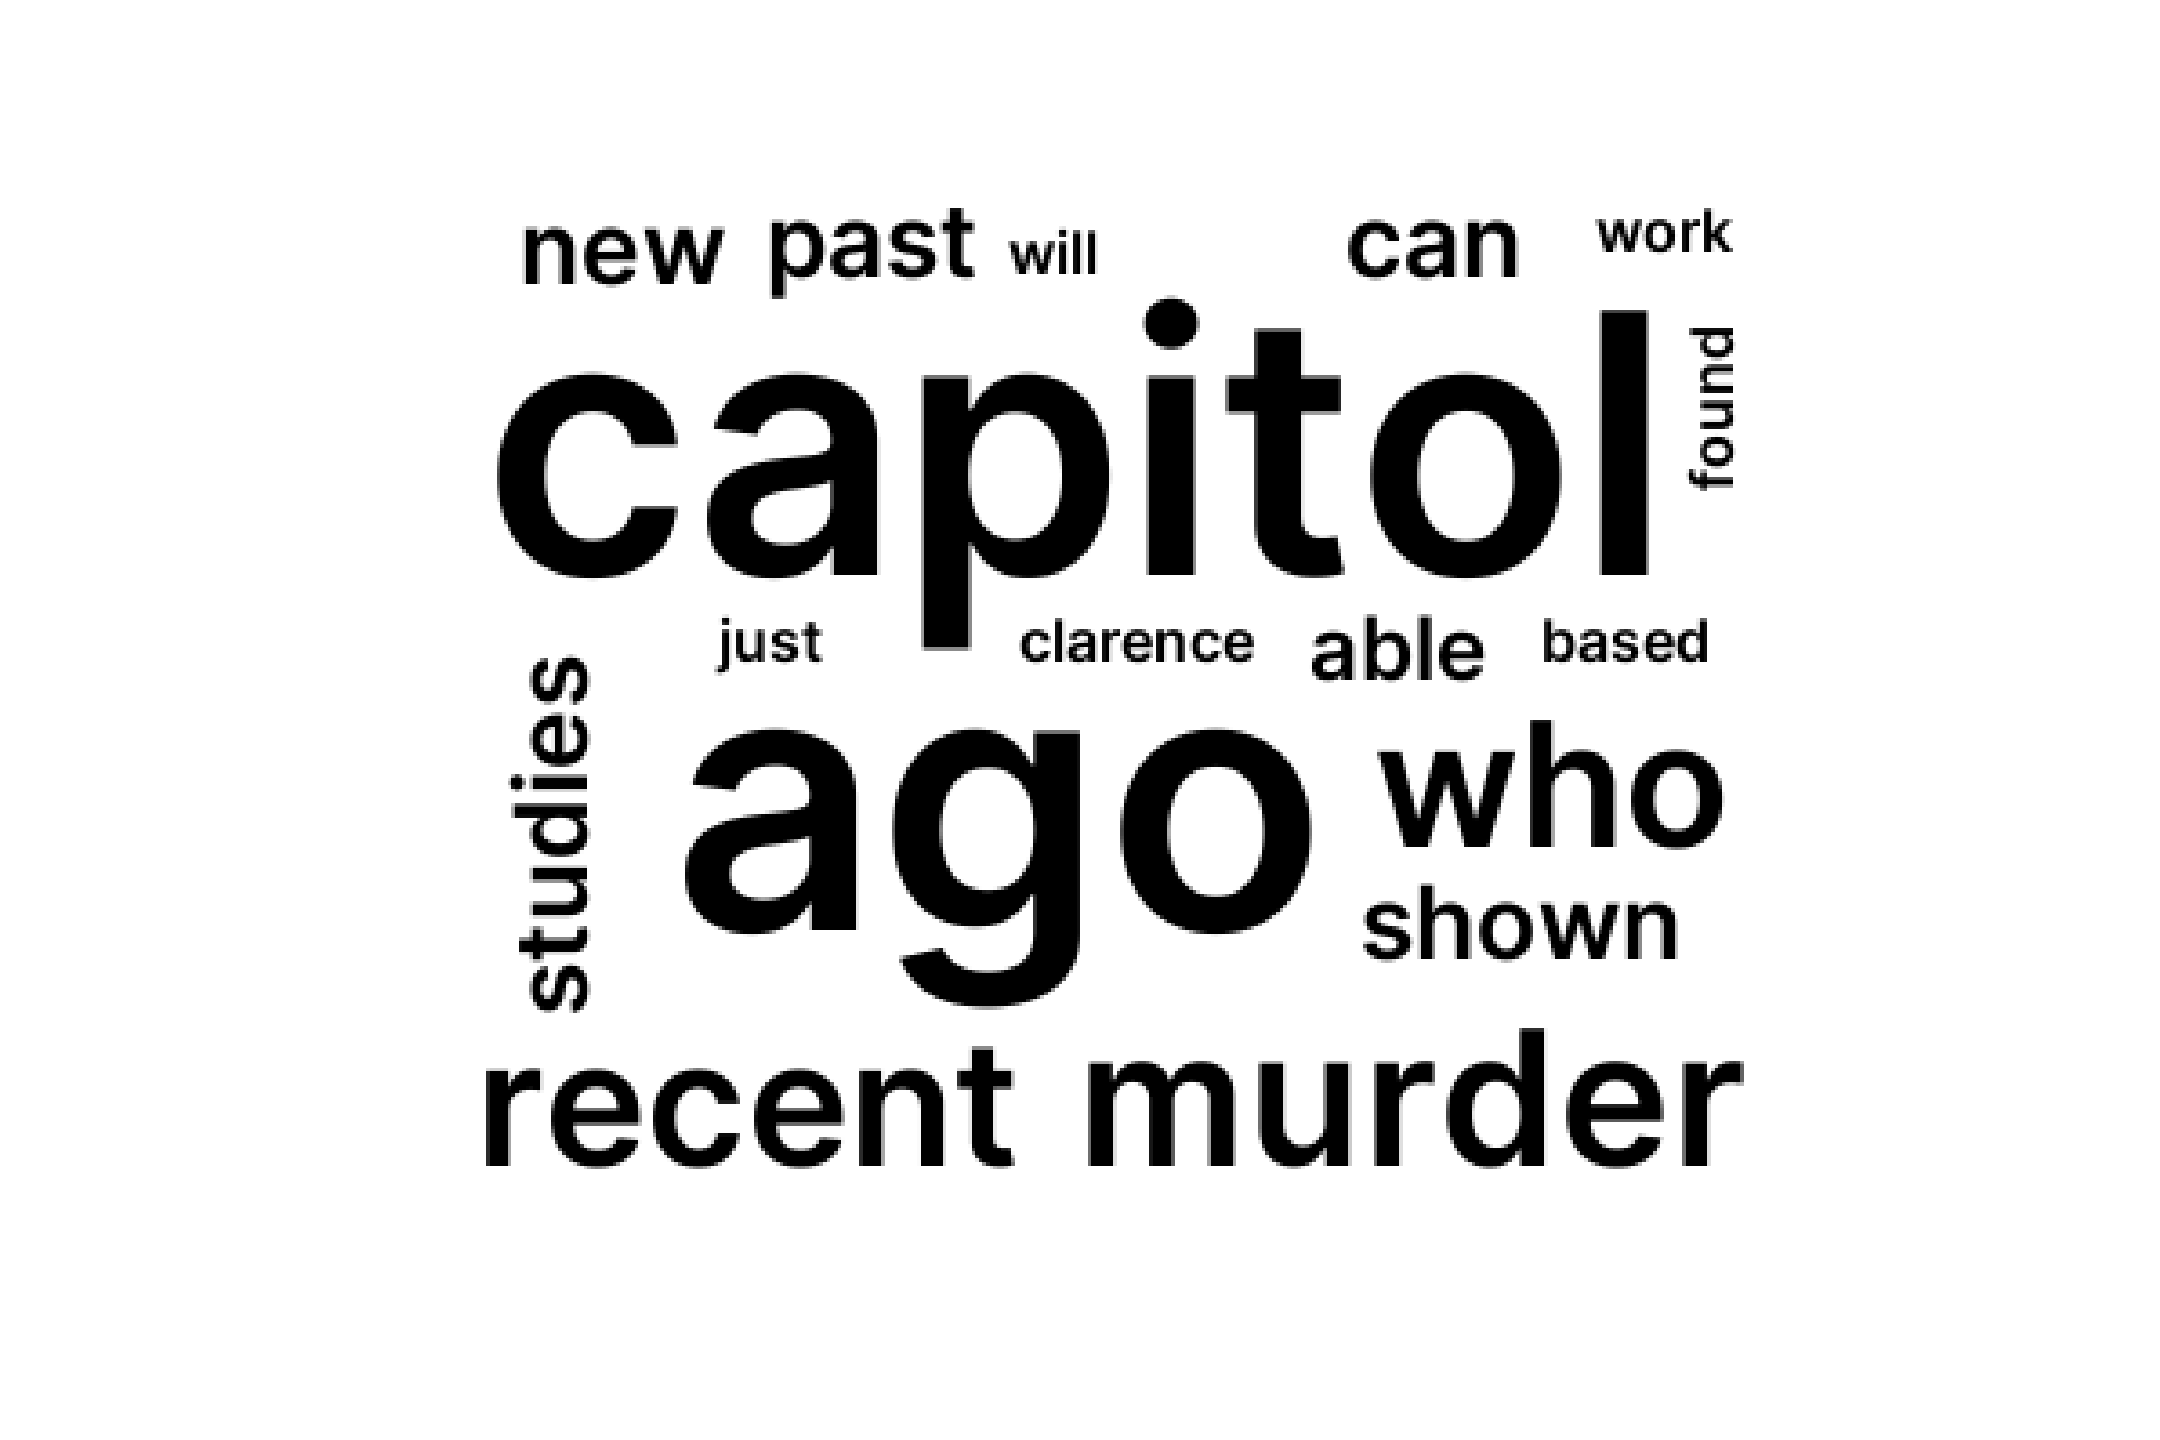 new past will can work
capitol
found
just clarence able based
studies
ago who
shown
recent murder